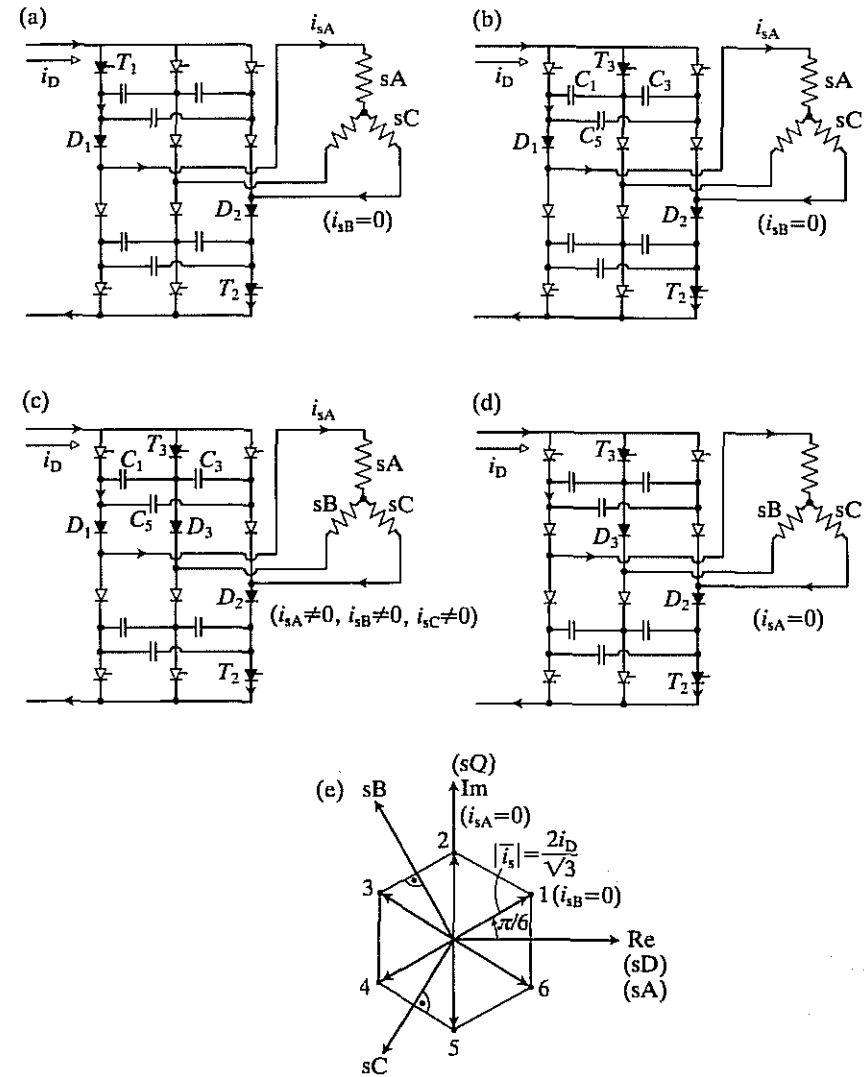 (a)
i_sA
i_D
T_1
sA
sC
D_1
D_2
(i_sB=0)
T_2
(b)
i_sA
i_D
T_3
C_1
C_3
sA
sC
C_5
D_1
D_2
(i_sB=0)
T_2
(c)
i_sA
i_D
T_3
C_1
C_3
sA
sB
sC
C_5
D_1
D_3
D_2
(i_sA≠0, i_sB≠0, i_sC≠0)
T_2
(d)
i_D
T_3
sB
sC
D_3
D_2
(i_sA=0)
T_2
(e)
sB
(sQ)
Im
(i_sA=0)
2
|i̅_s|=2i_D/√3
3
1(i_sB=0)
π/6
Re
(sD)
(sA)
4
6
5
sC